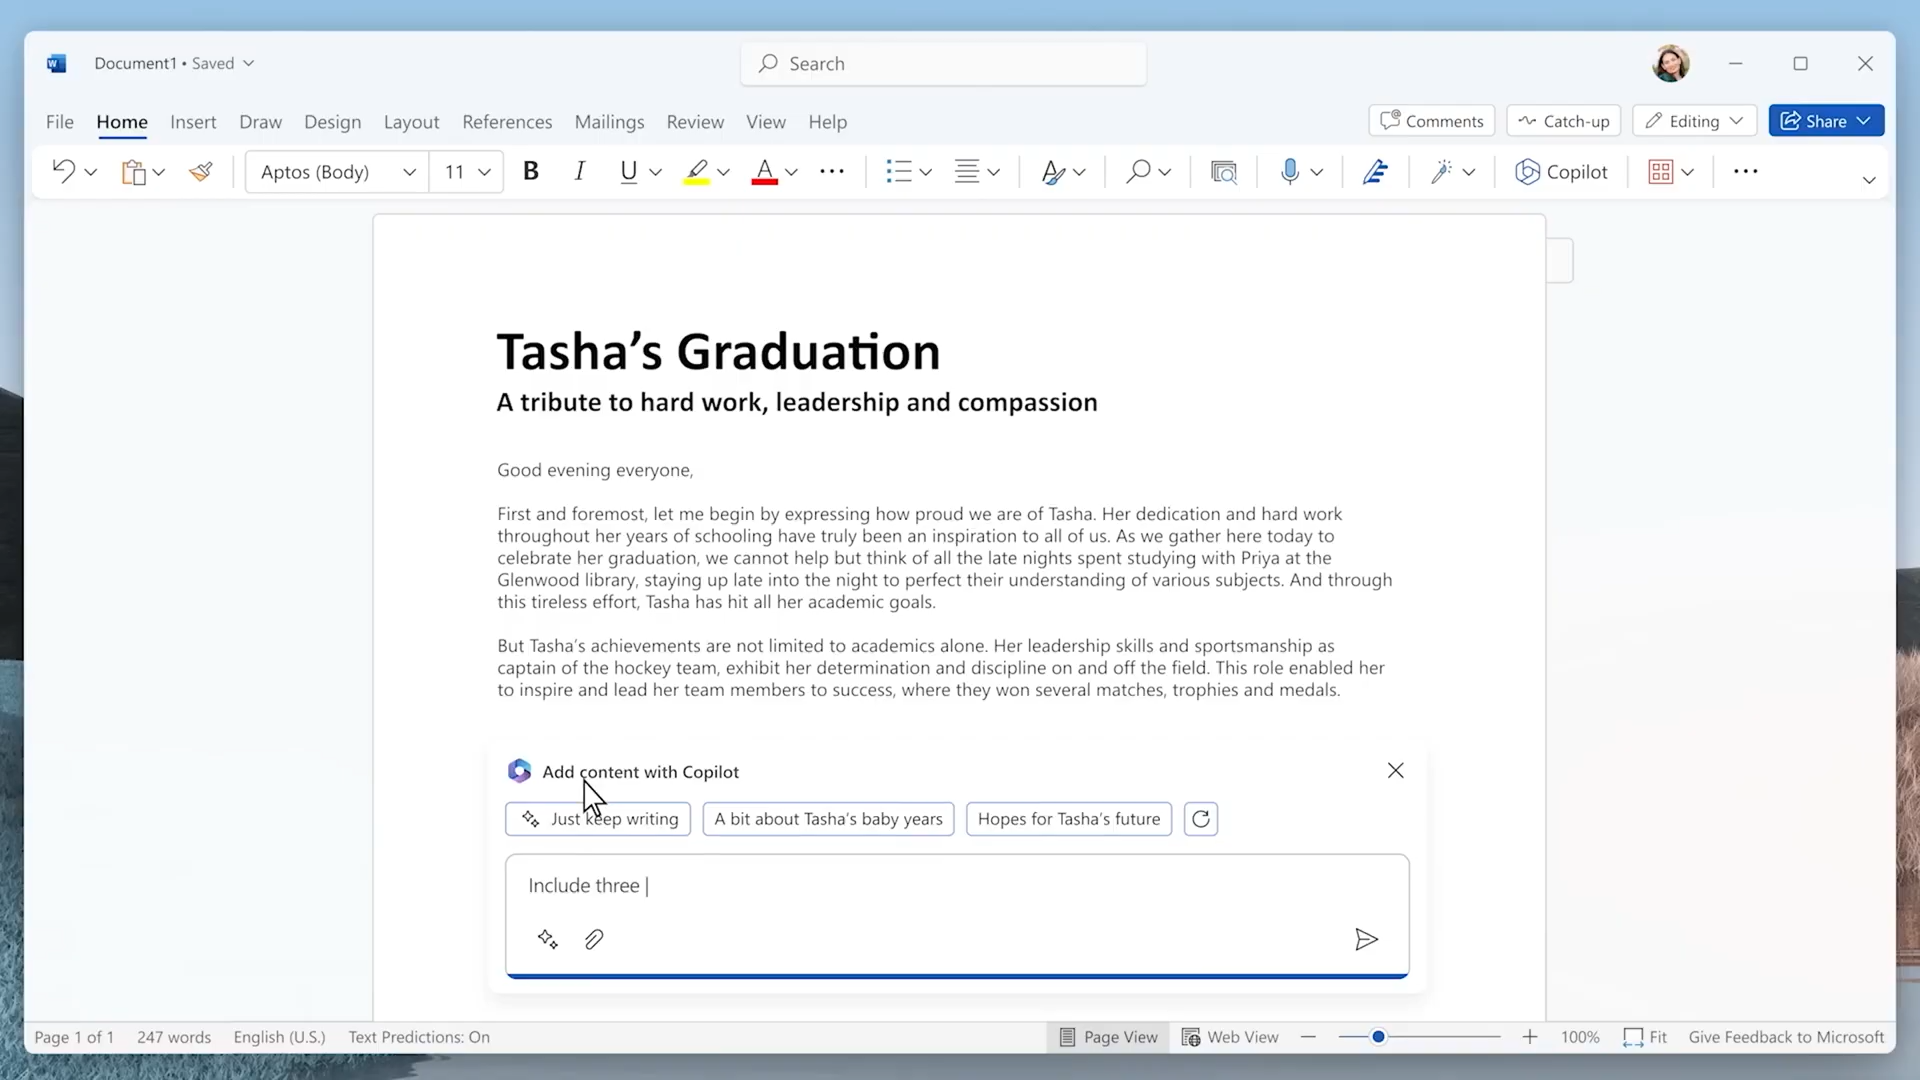 Document1 • Saved
Search
File Home Insert Draw Design Layout References Mailings Review View Help
Comments Catch-up Editing Share
Aptos (Body) 11 B I U A Copilot
Tasha’s Graduation
A tribute to hard work, leadership and compassion
Good evening everyone,
First and foremost, let me begin by expressing how proud we are of Tasha. Her dedication and hard work
throughout her years of schooling have truly been an inspiration to all of us. As we gather here today to
celebrate her graduation, we cannot help but think of all the late nights spent studying with Priya at the
Glenwood library, staying up late into the night to perfect their understanding of various subjects. And through
this tireless effort, Tasha has hit all her academic goals.
But Tasha’s achievements are not limited to academics alone. Her leadership skills and sportsmanship as
captain of the hockey team, exhibit her determination and discipline on and off the field. This role enabled her
to inspire and lead her team members to success, where they won several matches, trophies and medals.
Add content with Copilot
Just keep writing A bit about Tasha’s baby years Hopes for Tasha’s future
Include three
Page 1 of 1 247 words English (U.S.) Text Predictions: On Page View Web View 100% Fit Give Feedback to Microsoft